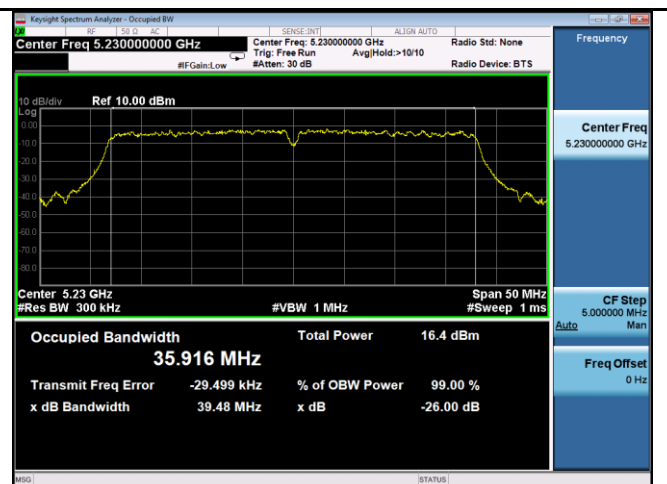 Keysight Spectrum Analyzer - Occupied BW
LXI RF 50 Ω AC SENSE:INT ALIGN AUTO
Center Freq 5.230000000 GHz
Center Freq: 5.230000000 GHz Radio Std: None
Trig: Free Run Avg|Hold:>10/10
#IFGain:Low #Atten: 30 dB Radio Device: BTS
Frequency
10 dB/div Ref 10.00 dBm
Log
0.00
-10.0
-20.0
-30.0
-40.0
-50.0
-60.0
-70.0
-80.0
Center Freq
5.230000000 GHz
Center 5.23 GHz Span 50 MHz
#Res BW 300 kHz #VBW 1 MHz #Sweep 1 ms
CF Step
5.000000 MHz
Auto Man
Occupied Bandwidth Total Power 16.4 dBm
35.916 MHz
Freq Offset
0 Hz
Transmit Freq Error -29.499 kHz % of OBW Power 99.00 %
x dB Bandwidth 39.48 MHz x dB -26.00 dB
MSG STATUS